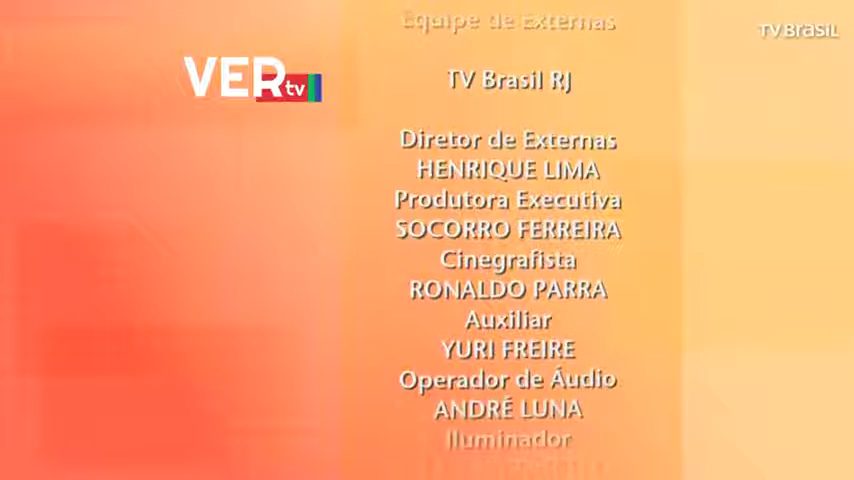 Equipe de Externas
TV BRASIL
VERtv
TV Brasil RJ
Diretor de Externas
HENRIQUE LIMA
Produtora Executiva
SOCORRO FERREIRA
Cinegrafista
RONALDO PARRA
Auxiliar
YURI FREIRE
Operador de Áudio
ANDRÉ LUNA
Iluminador